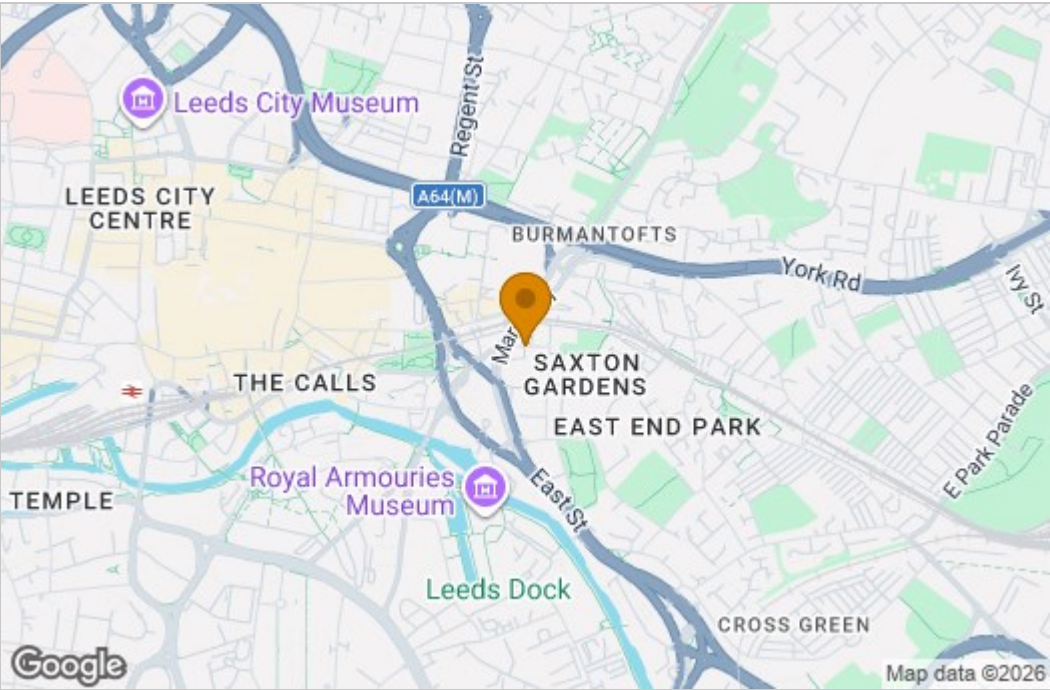 Regent St
Leeds City Museum
A64(M)
LEEDS CITY
CENTRE
BURMANTOFTS
York Rd
Ivy St
SAXTON
GARDENS
THE CALLS
EAST END PARK
E Park Parade
Royal Armouries
Museum
TEMPLE
East St
Leeds Dock
CROSS GREEN
Google
Map data ©2026